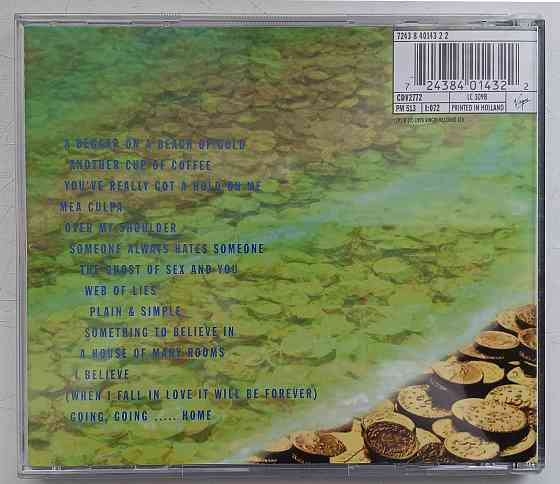 7243 8 40143 2 2
7 24384 01432 2
CDV2772
LC 3098
PM 513
I:072
PRINTED IN HOLLAND
Virgin
A BEGGAR ON A BEACH OF GOLD
ANOTHER CUP OF COFFEE
YOU'VE REALLY GOT A HOLD ON ME
MEA CULPA
OVER MY SHOULDER
SOMEONE ALWAYS HATES SOMEONE
THE GHOST OF SEX AND YOU
WEB OF LIES
PLAIN & SIMPLE
SOMETHING TO BELIEVE IN
A HOUSE OF MANY ROOMS
I BELIEVE
(WHEN I FALL IN LOVE IT WILL BE FOREVER)
GOING, GOING ..... HOME